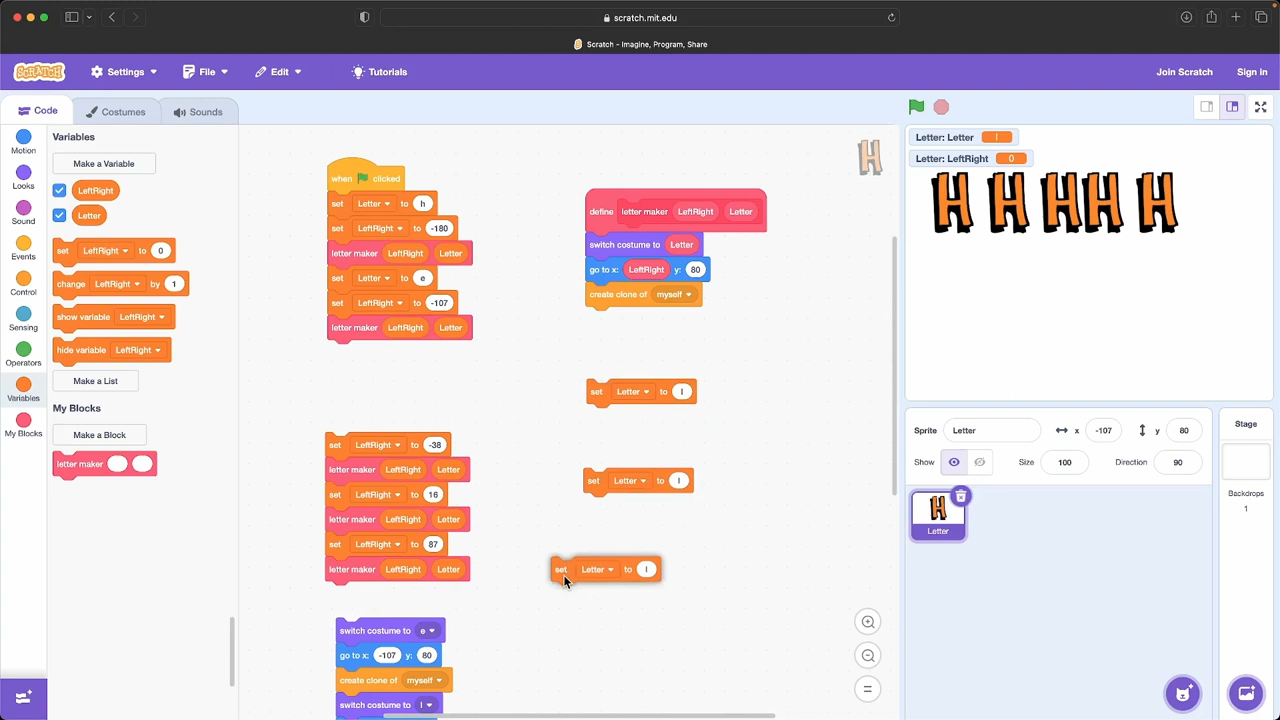 scratch.mit.edu
Scratch - Imagine, Program, Share
SCRATCH
Settings
File
Edit
Tutorials
Join Scratch
Sign in
Code
Costumes
Sounds
Motion
Looks
Sound
Events
Control
Sensing
Operators
Variables
My Blocks
Variables
Make a Variable
LeftRight
Letter
set LeftRight to 0
change LeftRight by 1
show variable LeftRight
hide variable LeftRight
Make a List
My Blocks
Make a Block
letter maker
when clicked
set Letter to h
set LeftRight to -180
letter maker LeftRight Letter
set Letter to e
set LeftRight to -107
letter maker LeftRight Letter
set LeftRight to -38
letter maker LeftRight Letter
set LeftRight to 16
letter maker LeftRight Letter
set LeftRight to 87
letter maker LeftRight Letter
switch costume to e
go to x: -107 y: 80
create clone of myself
switch costume to l
define letter maker LeftRight Letter
switch costume to Letter
go to x: LeftRight y: 80
create clone of myself
set Letter to l
set Letter to l
set Letter to l
H
Letter: Letter l
Letter: LeftRight 0
H H H H H
Sprite Letter x -107 y 80
Show Size 100 Direction 90
H
Letter
Stage
Backdrops
1